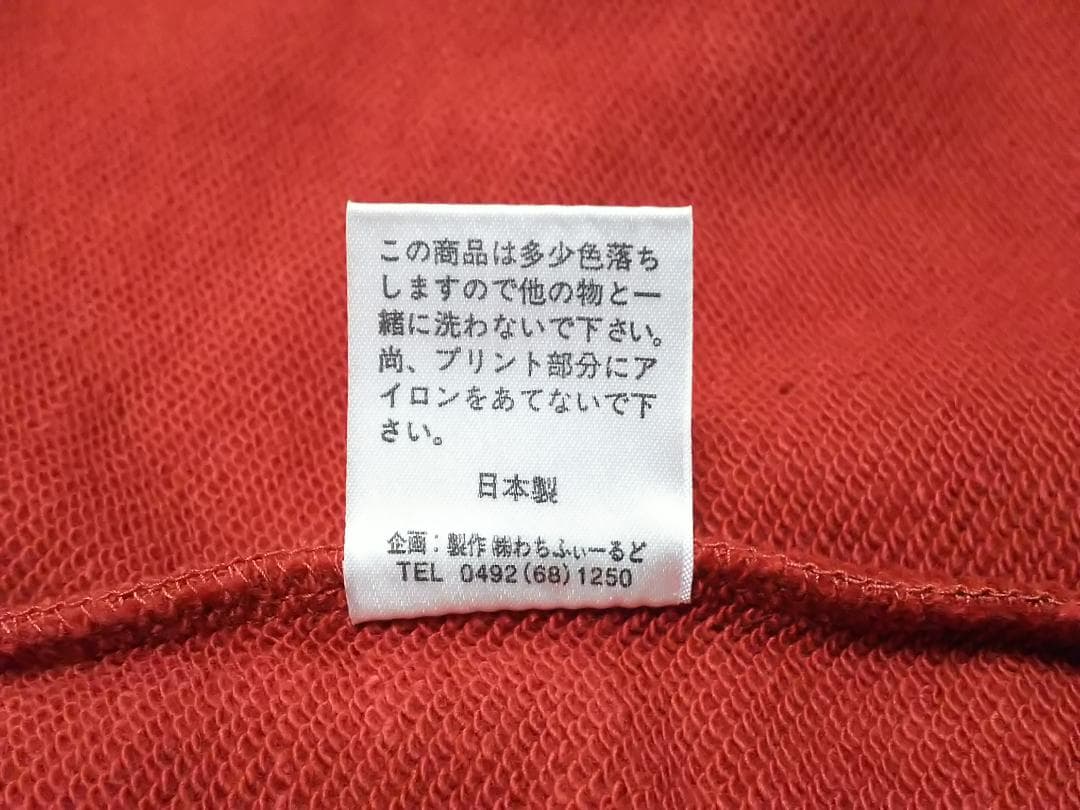 この商品は多少色落ち
しますので他の物と一
緒に洗わないで下さい。
尚、プリント部分にア
イロンをあてないで下
さい。
日本製
企画：製作 ㈱わちふぃーるど
TEL 0492(68)1250